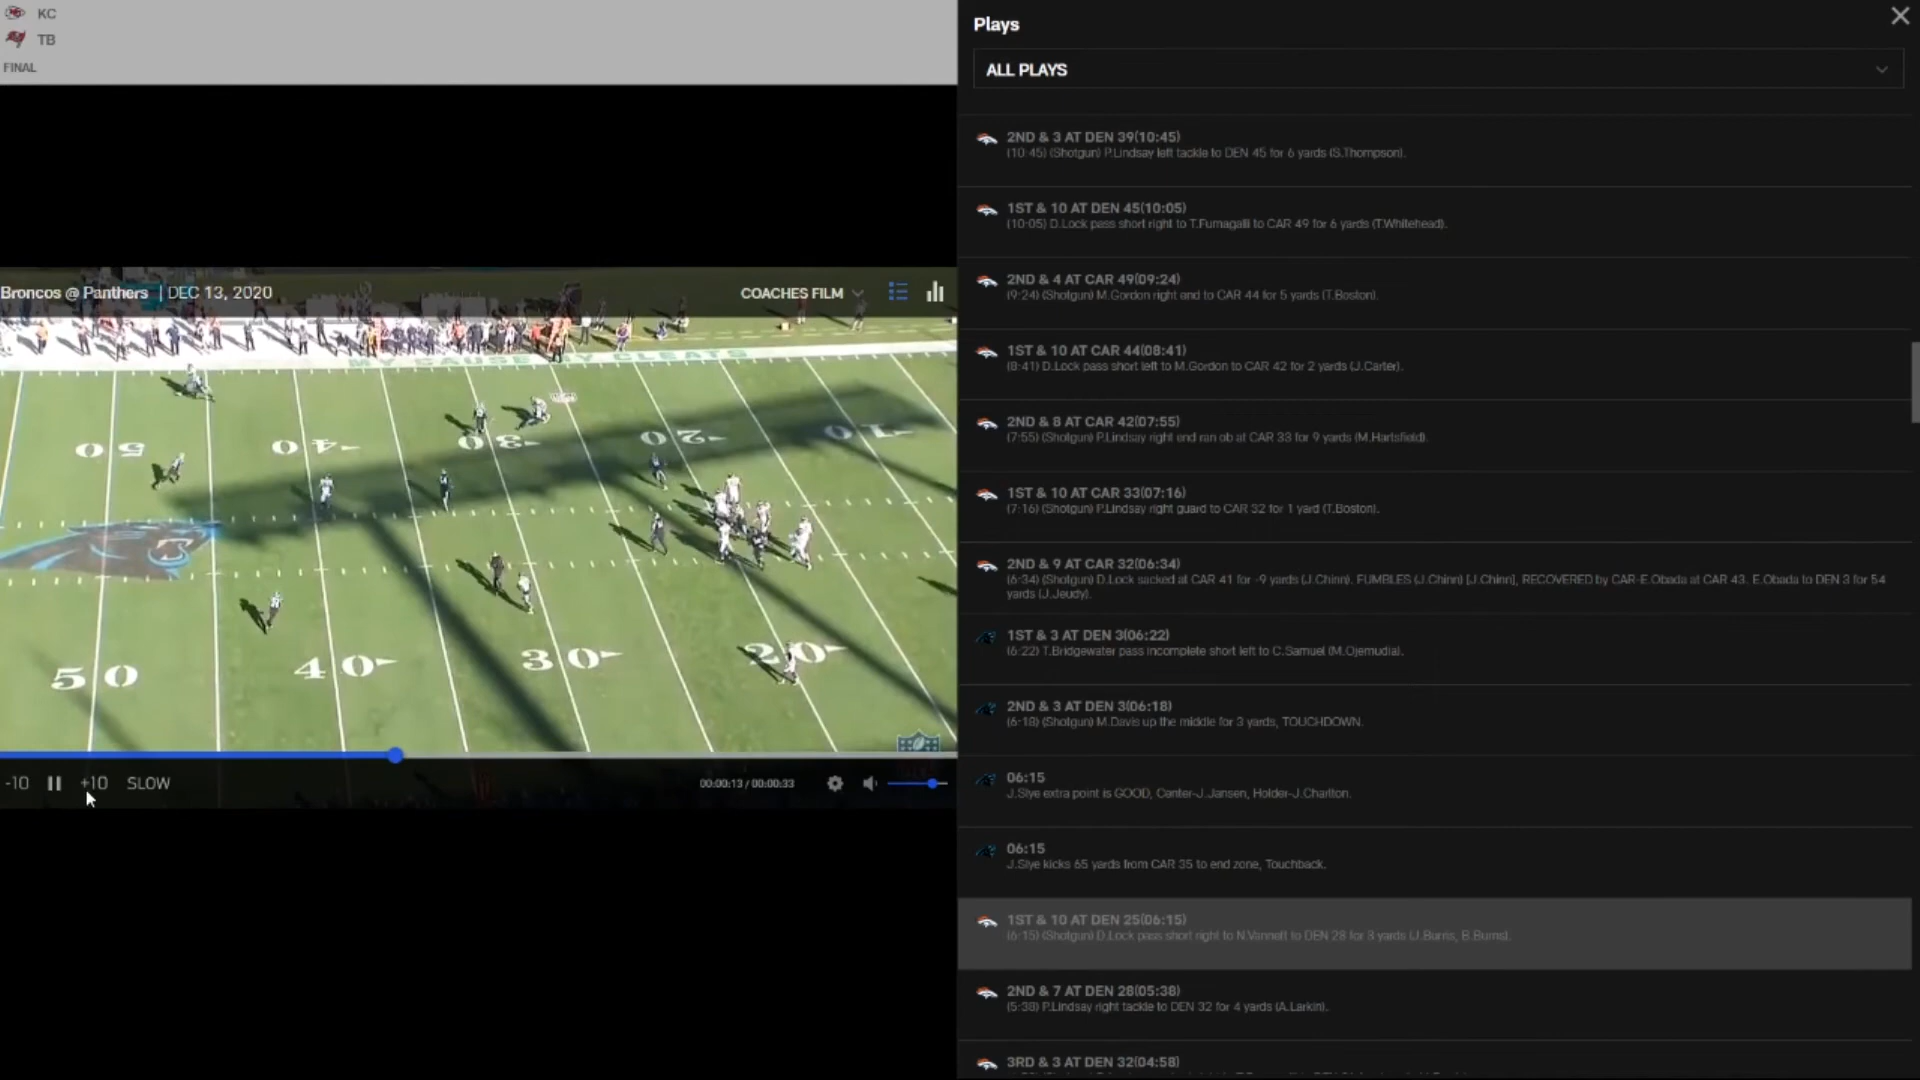 KC
TB
FINAL
Broncos @ Panthers | DEC 13, 2020
COACHES FILM
MY CAUSE MY CLEATS
50 40 30 20 10
50 40 30 20
-10 +10 SLOW
00:00:13 / 00:00:33
Plays
ALL PLAYS
2ND & 3 AT DEN 39(10:45)
(10:45) (Shotgun) P.Lindsay left tackle to DEN 45 for 6 yards (S.Thompson).
1ST & 10 AT DEN 45(10:05)
(10:05) D.Lock pass short right to T.Fumagalli to CAR 49 for 6 yards (T.Whitehead).
2ND & 4 AT CAR 49(09:24)
(9:24) (Shotgun) M.Gordon right end to CAR 44 for 5 yards (T.Boston).
1ST & 10 AT CAR 44(08:41)
(8:41) D.Lock pass short left to M.Gordon to CAR 42 for 2 yards (J.Carter).
2ND & 8 AT CAR 42(07:55)
(7:55) (Shotgun) P.Lindsay right end ran ob at CAR 33 for 9 yards (M.Hartsfield).
1ST & 10 AT CAR 33(07:16)
(7:16) (Shotgun) P.Lindsay right guard to CAR 32 for 1 yard (T.Boston).
2ND & 9 AT CAR 32(06:34)
(6:34) (Shotgun) D.Lock sacked at CAR 41 for -9 yards (J.Chinn). FUMBLES (J.Chinn) [J.Chinn], RECOVERED by CAR-E.Obada at CAR 43. E.Obada to DEN 3 for 54
yards (J.Jeudy).
1ST & 3 AT DEN 3(06:22)
(6:22) T.Bridgewater pass incomplete short left to C.Samuel (M.Ojemudia).
2ND & 3 AT DEN 3(06:18)
(6:18) (Shotgun) M.Davis up the middle for 3 yards, TOUCHDOWN.
06:15
J.Slye extra point is GOOD, Center-J.Jansen, Holder-J.Charlton.
06:15
J.Slye kicks 65 yards from CAR 35 to end zone, Touchback.
1ST & 10 AT DEN 25(06:15)
(6:15) (Shotgun) D.Lock pass short right to N.Vannett to DEN 28 for 3 yards (J.Burris, B.Burns).
2ND & 7 AT DEN 28(05:38)
(5:38) P.Lindsay right tackle to DEN 32 for 4 yards (A.Larkin).
3RD & 3 AT DEN 32(04:58)